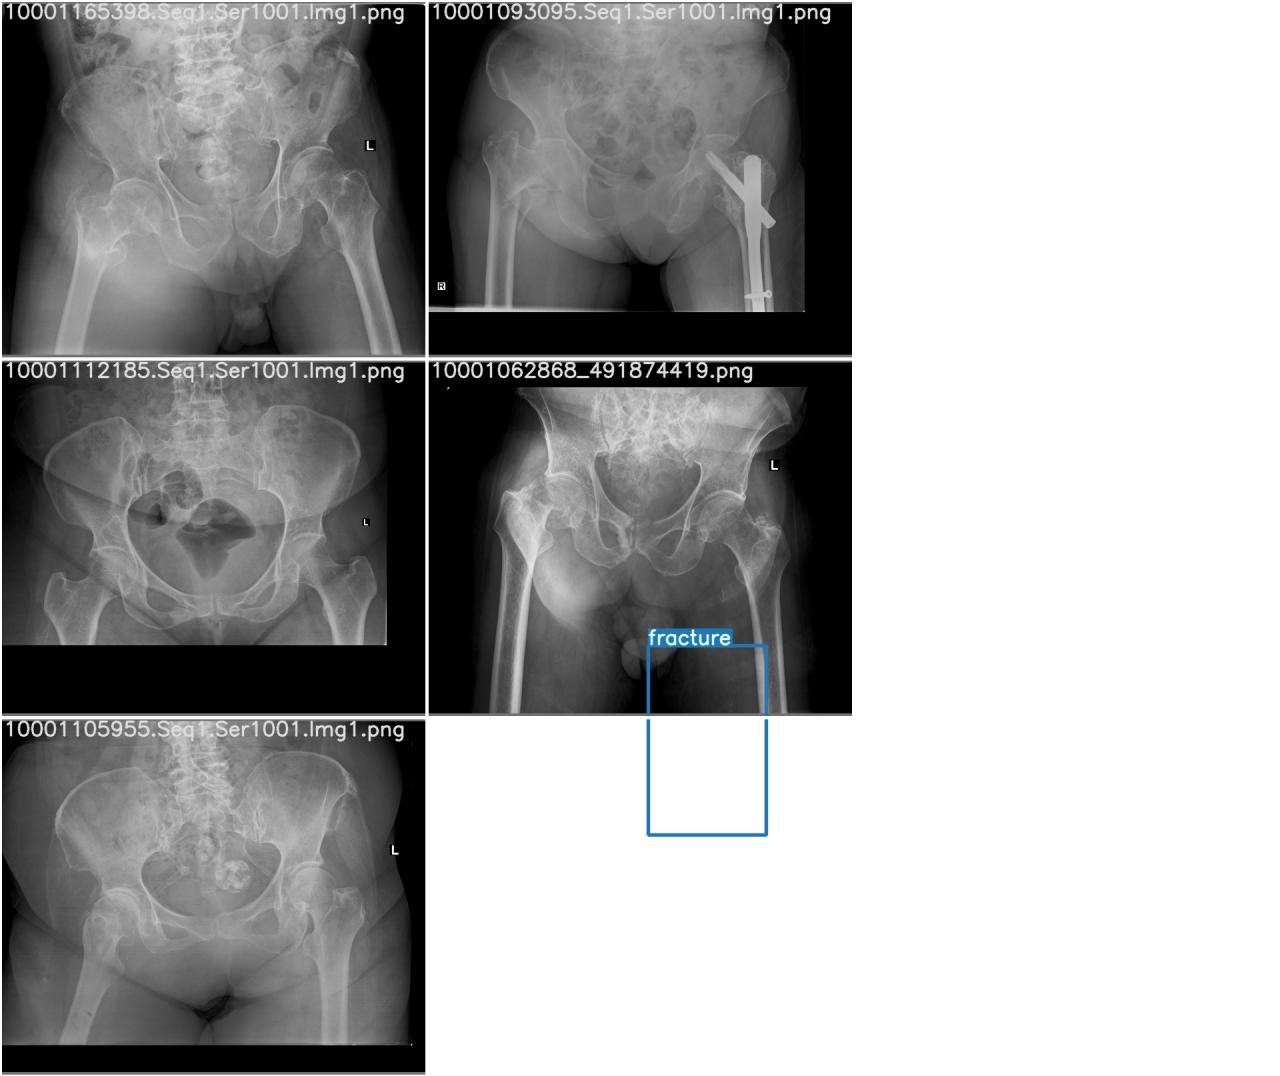 10001165398.Seq1.Ser1001.Img1.png
10001093095.Seq1.Ser1001.Img1.png
L
R
10001112185.Seq1.Ser1001.Img1.png
10001062868_491874419.png
L
L
fracture
10001105955.Seq1.Ser1001.Img1.png
L